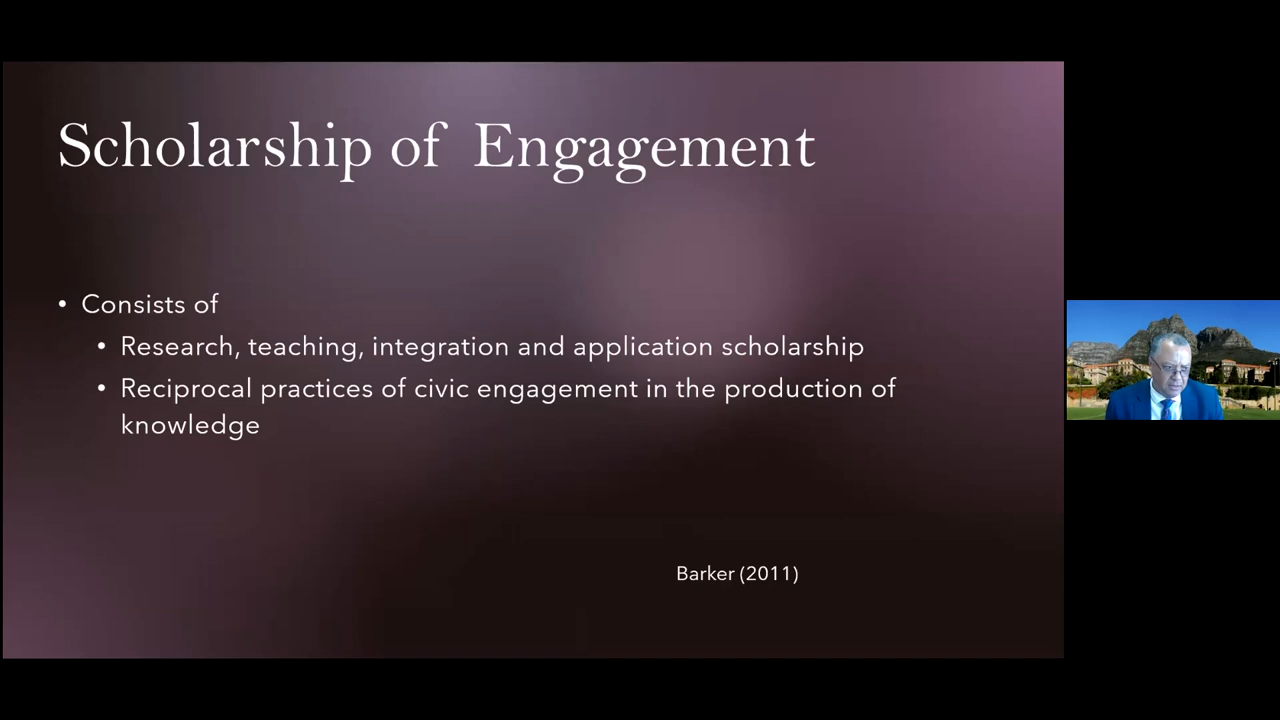 Scholarship of Engagement
• Consists of
• Research, teaching, integration and application scholarship
• Reciprocal practices of civic engagement in the production of
knowledge
Barker (2011)